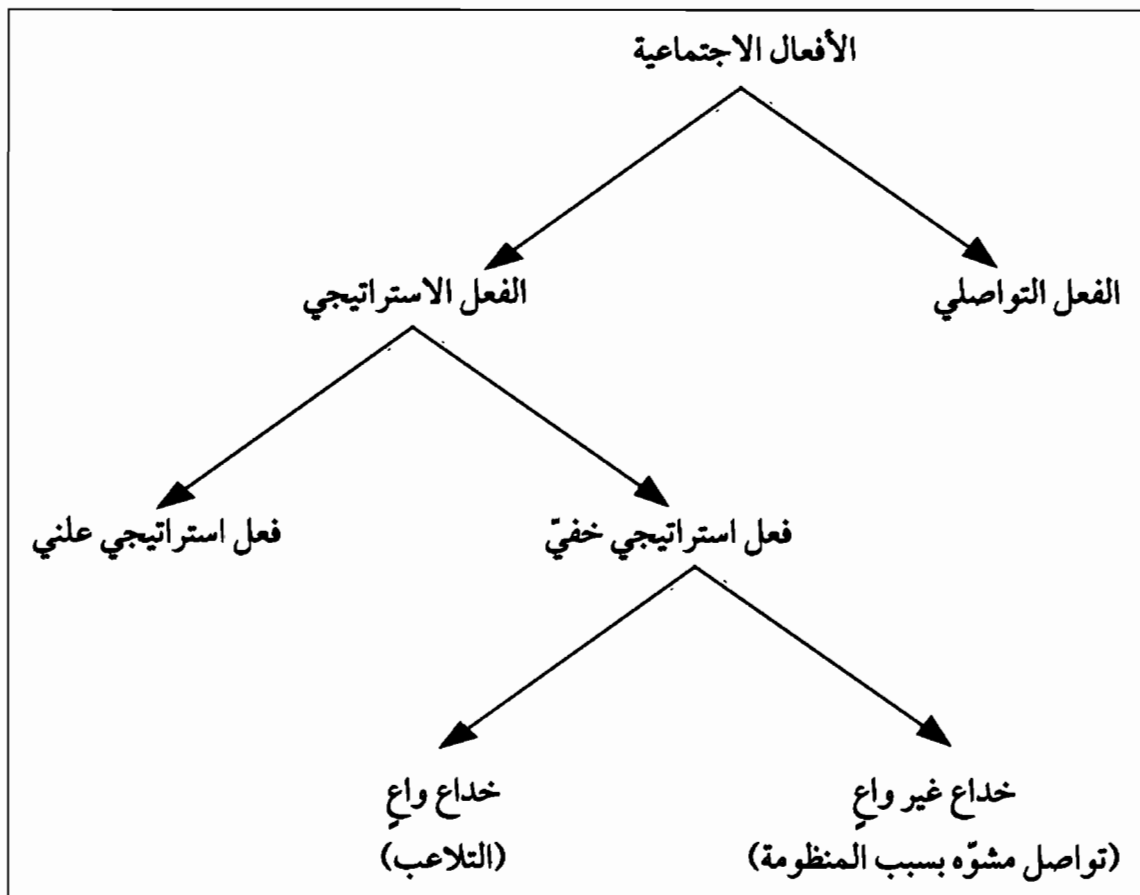 الأفعال الاجتماعية
الفعل التواصلي
الفعل الاستراتيجي
فعل استراتيجي خفيّ
فعل استراتيجي علني
خداع غير واعٍ
(تواصل مشوّه بسبب المنظومة)
خداع واعٍ
(التلاعب)